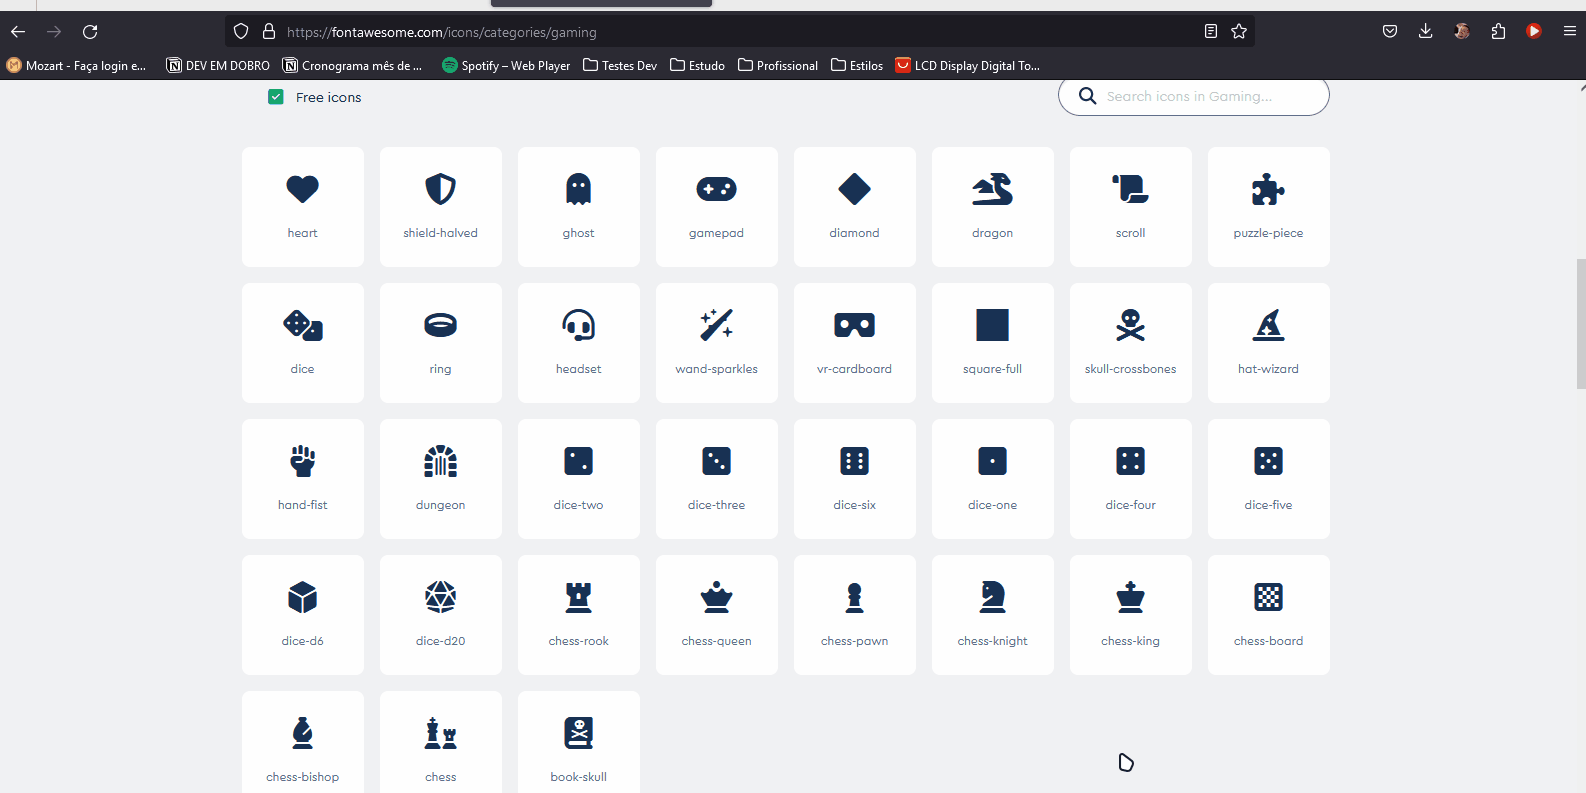 https://fontawesome.com/icons/categories/gaming
Mozart - Faça login e... DEV EM DOBRO Cronograma mês de ... Spotify – Web Player Testes Dev Estudo Profissional Estilos LCD Display Digital To...
Free icons Search icons in Gaming...
heart shield-halved ghost gamepad diamond dragon scroll puzzle-piece
dice ring headset wand-sparkles vr-cardboard square-full skull-crossbones hat-wizard
hand-fist dungeon dice-two dice-three dice-six dice-one dice-four dice-five
dice-d6 dice-d20 chess-rook chess-queen chess-pawn chess-knight chess-king chess-board
chess-bishop chess book-skull